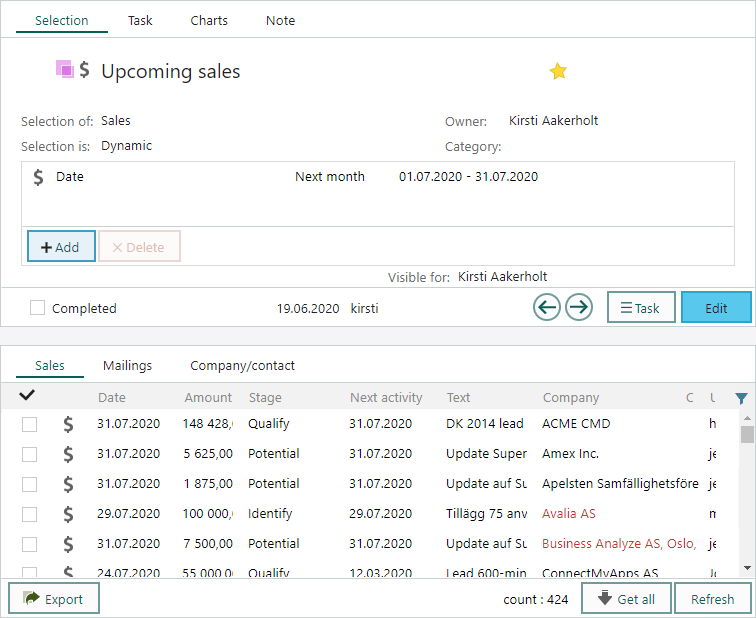 Selection Task Charts Note
$ Upcoming sales
Selection of: Sales Owner: Kirsti Aakerholt
Selection is: Dynamic Category:
$ Date Next month 01.07.2020 - 31.07.2020
Add Delete
Visible for: Kirsti Aakerholt
Completed 19.06.2020 kirsti Task Edit
Sales Mailings Company/contact
Date Amount Stage Next activity Text Company C U
$ 31.07.2020 148 428, Qualify 31.07.2020 DK 2014 lead ACME CMD h
$ 31.07.2020 5 625,00 Potential 31.07.2020 Update Super Amex Inc. je
$ 31.07.2020 1 875,00 Potential 31.07.2020 Update auf Su Apelsten Samfällighetsföre je
$ 29.07.2020 100 000, Identify 29.07.2020 Tillägg 75 anv Avalia AS m
$ 31.07.2020 7 500,00 Potential 31.07.2020 Update auf Su Business Analyze AS, Oslo, je
$ 24.07.2020 55 000,0 Qualify 12.03.2020 Lead 600-min ConnectMyApps AS Jo
Export count : 424 Get all Refresh